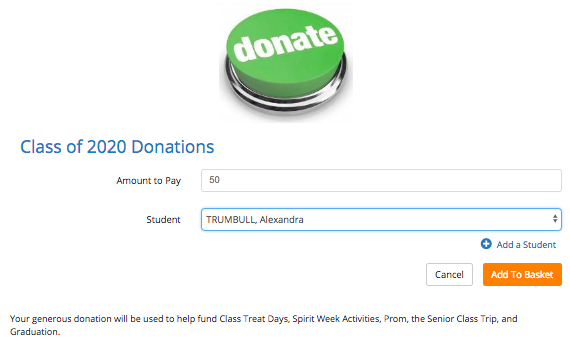 donate
Class of 2020 Donations
Amount to Pay 50
Student TRUMBULL, Alexandra
Add a Student
Cancel Add To Basket
Your generous donation will be used to help fund Class Treat Days, Spirit Week Activities, Prom, the Senior Class Trip, and
Graduation.